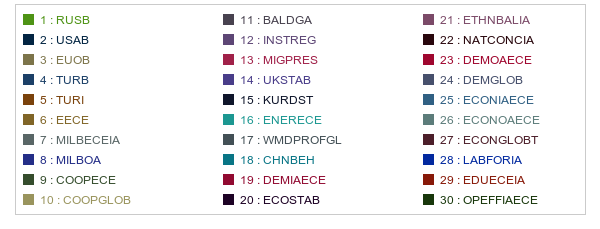 1 : RUSB
2 : USAB
3 : EUOB
4 : TURB
5 : TURI
6 : EECE
7 : MILBECEIA
8 : MILBOA
9 : COOPECE
10 : COOPGLOB
11 : BALDGA
12 : INSTREG
13 : MIGPRES
14 : UKSTAB
15 : KURDST
16 : ENERECE
17 : WMDPROFGL
18 : CHNBEH
19 : DEMIAECE
20 : ECOSTAB
21 : ETHNBALIA
22 : NATCONCIA
23 : DEMOAECE
24 : DEMGLOB
25 : ECONIAECE
26 : ECONOAECE
27 : ECONGLOBT
28 : LABFORIA
29 : EDUECEIA
30 : OPEFFIAECE